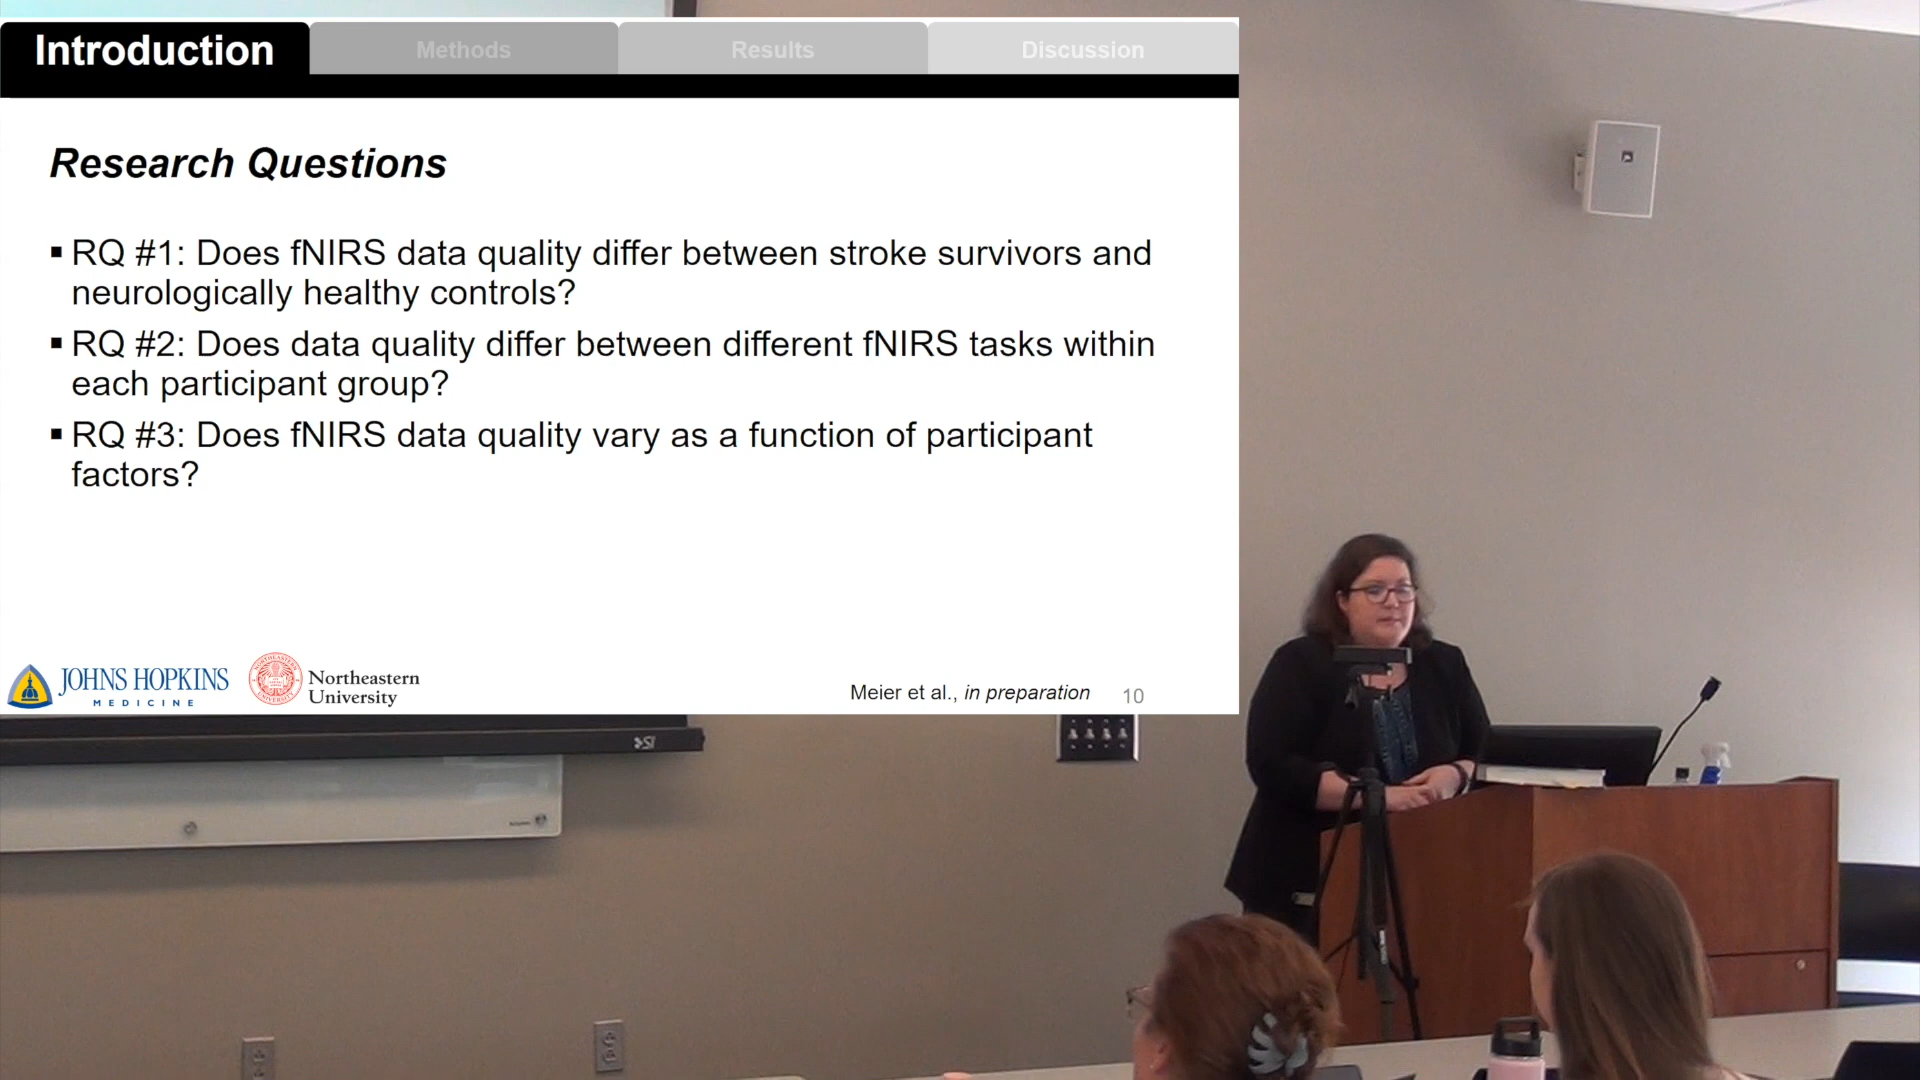 Introduction
Methods
Results
Discussion
Research Questions
▪ RQ #1: Does fNIRS data quality differ between stroke survivors and
neurologically healthy controls?
▪ RQ #2: Does data quality differ between different fNIRS tasks within
each participant group?
▪ RQ #3: Does fNIRS data quality vary as a function of participant
factors?
JOHNS HOPKINS
MEDICINE
Northeastern
University
Meier et al., in preparation
10